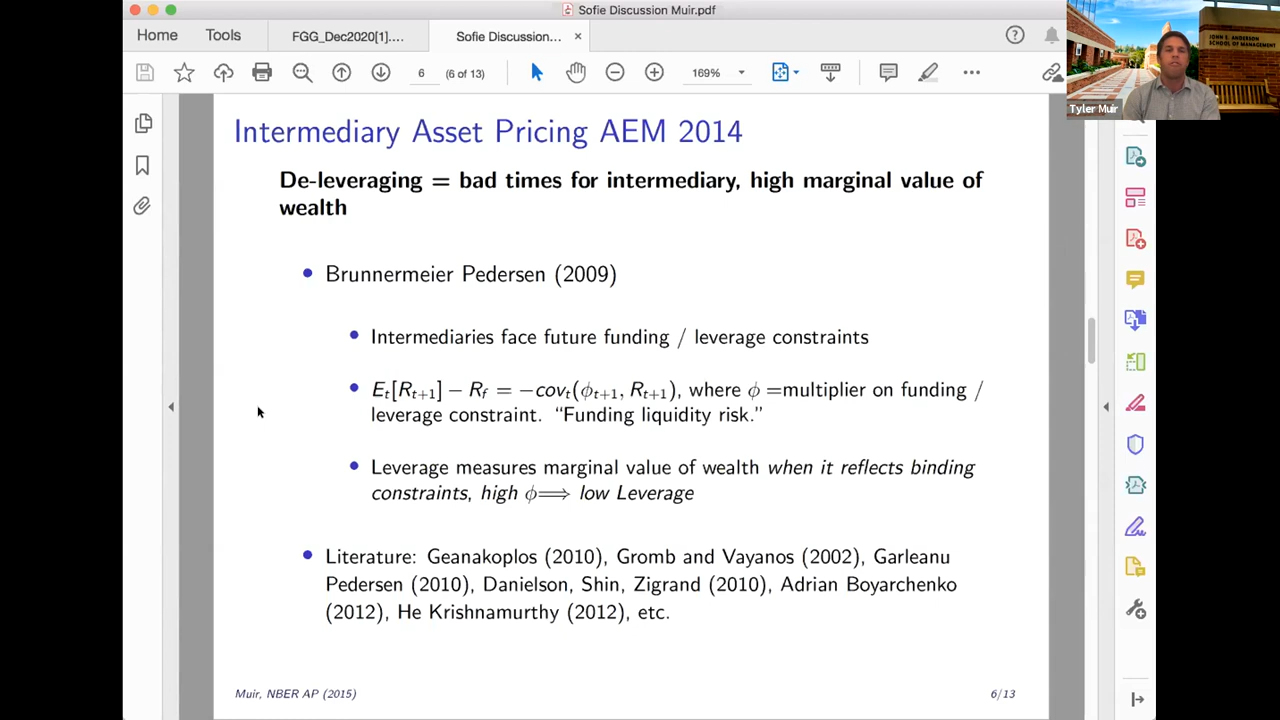 Sofie Discussion Muir.pdf
Home
Tools
FGG_Dec2020[1]....
Sofie Discussion...
6
(6 of 13)
169%
JOHN E. ANDERSON
SCHOOL OF MANAGEMENT
Tyler Muir
Intermediary Asset Pricing AEM 2014
De-leveraging = bad times for intermediary, high marginal value of
wealth
• Brunnermeier Pedersen (2009)
• Intermediaries face future funding / leverage constraints
• E_t[R_{t+1}] − R_f = −cov_t(ϕ_{t+1}, R_{t+1}), where ϕ =multiplier on funding /
leverage constraint. “Funding liquidity risk.”
• Leverage measures marginal value of wealth when it reflects binding
constraints, high ϕ⟹ low Leverage
• Literature: Geanakoplos (2010), Gromb and Vayanos (2002), Garleanu
Pedersen (2010), Danielson, Shin, Zigrand (2010), Adrian Boyarchenko
(2012), He Krishnamurthy (2012), etc.
Muir, NBER AP (2015)
6/13